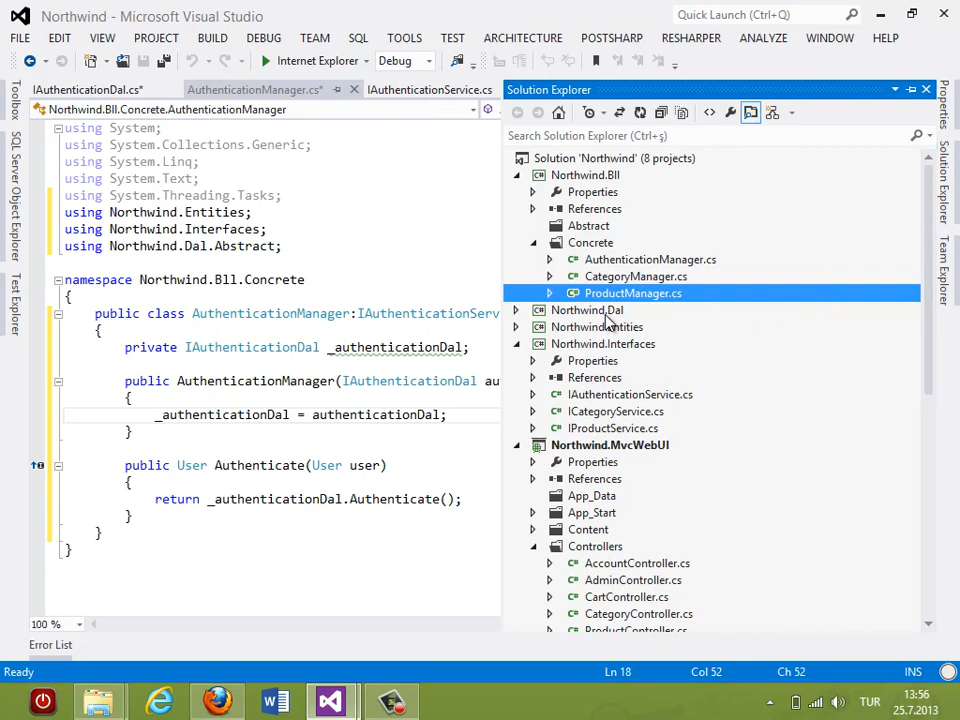 Northwind - Microsoft Visual Studio
Quick Launch (Ctrl+Q)
FILE EDIT VIEW PROJECT BUILD DEBUG TEAM SQL TOOLS TEST ARCHITECTURE POSTSHARP RESHARPER ANALYZE WINDOW HELP
Internet Explorer Debug
IAuthenticationDal.cs* AuthenticationManager.cs* IAuthenticationService.cs
Northwind.Bll.Concrete.AuthenticationManager
using System;
using System.Collections.Generic;
using System.Linq;
using System.Text;
using System.Threading.Tasks;
using Northwind.Entities;
using Northwind.Interfaces;
using Northwind.Dal.Abstract;
namespace Northwind.Bll.Concrete
{
public class AuthenticationManager:IAuthenticationServ
{
private IAuthenticationDal _authenticationDal;
public AuthenticationManager(IAuthenticationDal au
{
_authenticationDal = authenticationDal;
}
public User Authenticate(User user)
{
return _authenticationDal.Authenticate();
}
}
}
100 %
Toolbox
SQL Server Object Explorer
Test Explorer
Solution Explorer
Search Solution Explorer (Ctrl+ş)
Solution 'Northwind' (8 projects)
Northwind.Bll
Properties
References
Abstract
Concrete
AuthenticationManager.cs
CategoryManager.cs
ProductManager.cs
Northwind.Dal
Northwind.Entities
Northwind.Interfaces
Properties
References
IAuthenticationService.cs
ICategoryService.cs
IProductService.cs
Northwind.MvcWebUI
Properties
References
App_Data
App_Start
Content
Controllers
AccountController.cs
AdminController.cs
CartController.cs
CategoryController.cs
ProductController.cs
Properties
Solution Explorer
Team Explorer
Error List
Ready Ln 18 Col 52 Ch 52 INS
TUR
13:56
25.7.2013